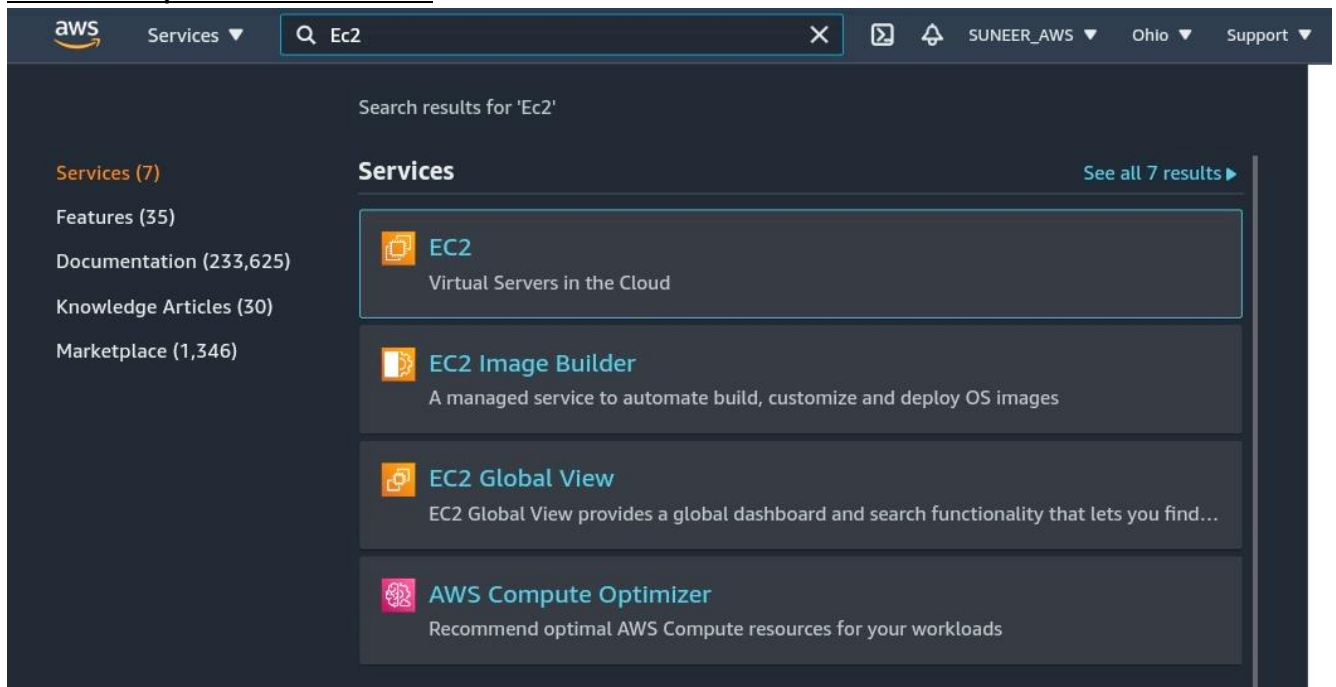 aws Services ▼ Ec2 SUNEER_AWS ▼ Ohio ▼ Support ▼
Search results for 'Ec2'
Services (7)
Features (35)
Documentation (233,625)
Knowledge Articles (30)
Marketplace (1,346)
Services See all 7 results ▶
EC2
Virtual Servers in the Cloud
EC2 Image Builder
A managed service to automate build, customize and deploy OS images
EC2 Global View
EC2 Global View provides a global dashboard and search functionality that lets you find...
AWS Compute Optimizer
Recommend optimal AWS Compute resources for your workloads